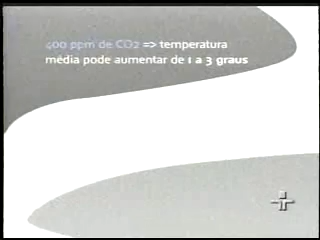 400 ppm de CO2 => temperatura
média pode aumentar de 1 a 3 graus